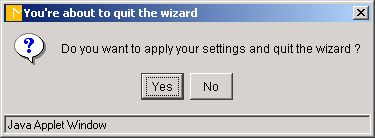 You're about to quit the wizard
Do you want to apply your settings and quit the wizard ?
Yes No
Java Applet Window